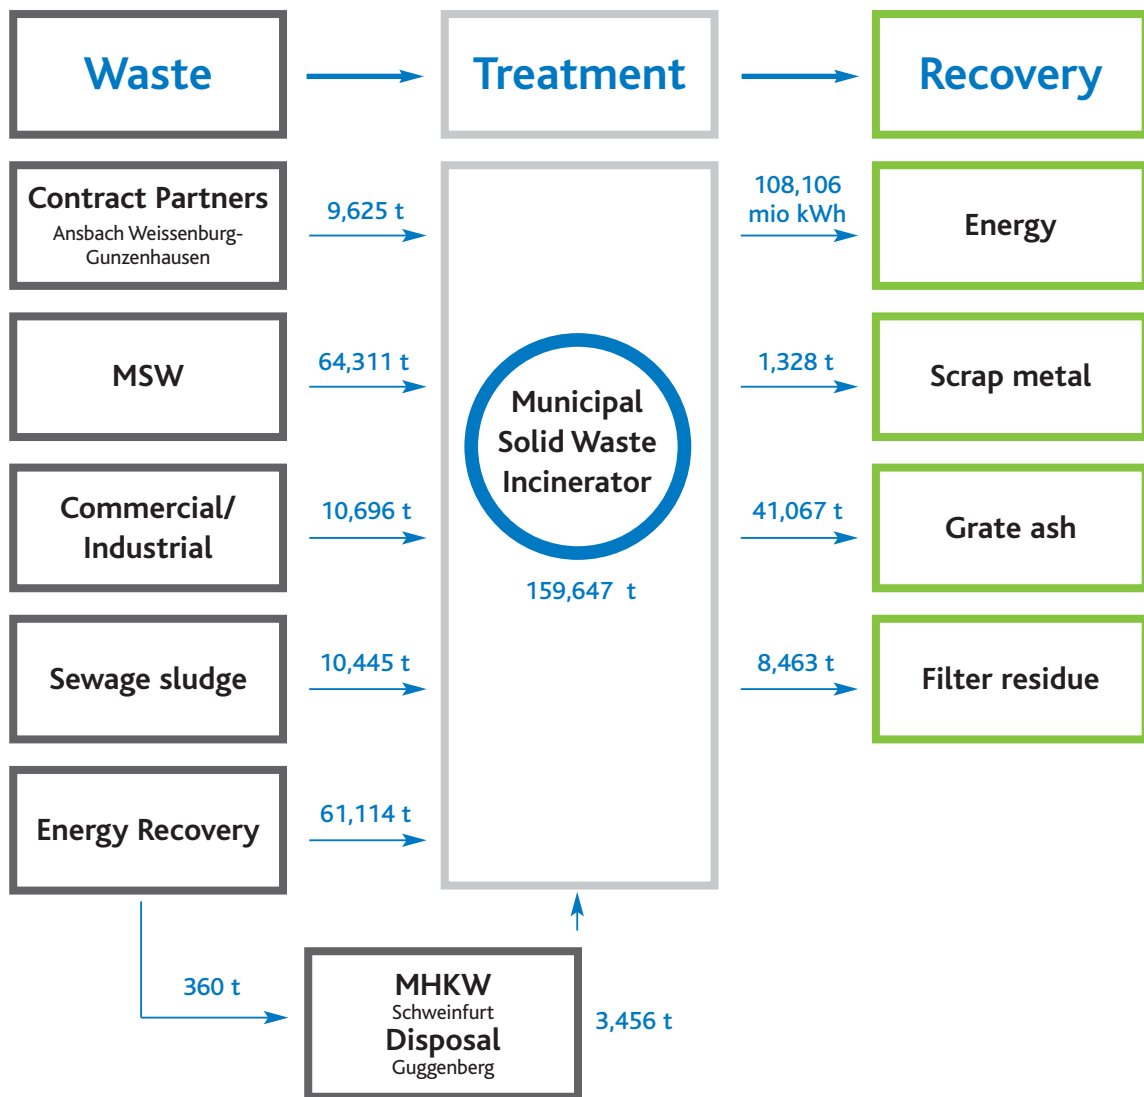 Waste
Treatment
Recovery
Contract Partners
Ansbach Weissenburg-
Gunzenhausen
9,625 t
108,106
mio kWh
Energy
MSW
64,311 t
Municipal
Solid Waste
Incinerator
159,647 t
1,328 t
Scrap metal
Commercial/
Industrial
10,696 t
41,067 t
Grate ash
Sewage sludge
10,445 t
8,463 t
Filter residue
Energy Recovery
61,114 t
360 t
MHKW
Schweinfurt
Disposal
Guggenberg
3,456 t